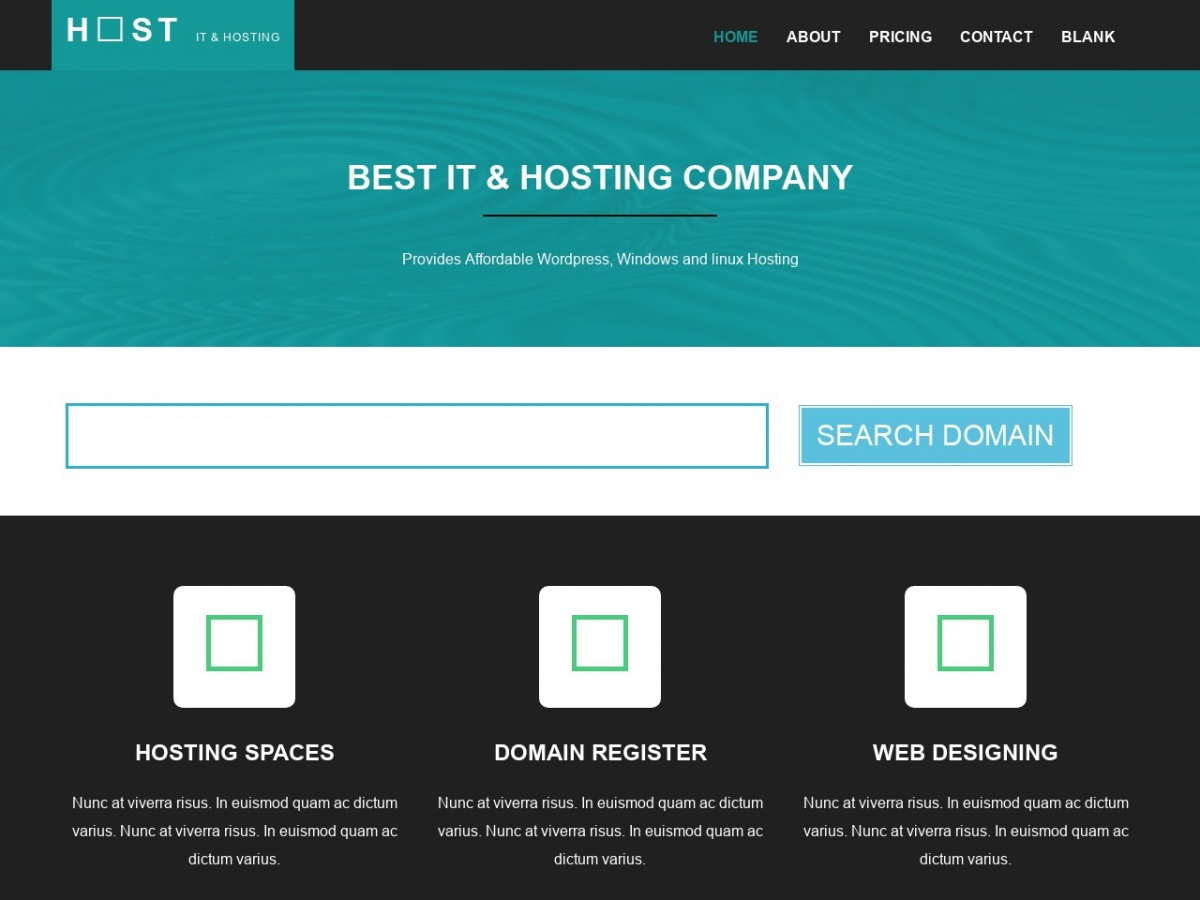 H□ST IT & HOSTING
HOME ABOUT PRICING CONTACT BLANK
BEST IT & HOSTING COMPANY
Provides Affordable Wordpress, Windows and linux Hosting
SEARCH DOMAIN
HOSTING SPACES
Nunc at viverra risus. In euismod quam ac dictum
varius. Nunc at viverra risus. In euismod quam ac
dictum varius.
DOMAIN REGISTER
Nunc at viverra risus. In euismod quam ac dictum
varius. Nunc at viverra risus. In euismod quam ac
dictum varius.
WEB DESIGNING
Nunc at viverra risus. In euismod quam ac dictum
varius. Nunc at viverra risus. In euismod quam ac
dictum varius.